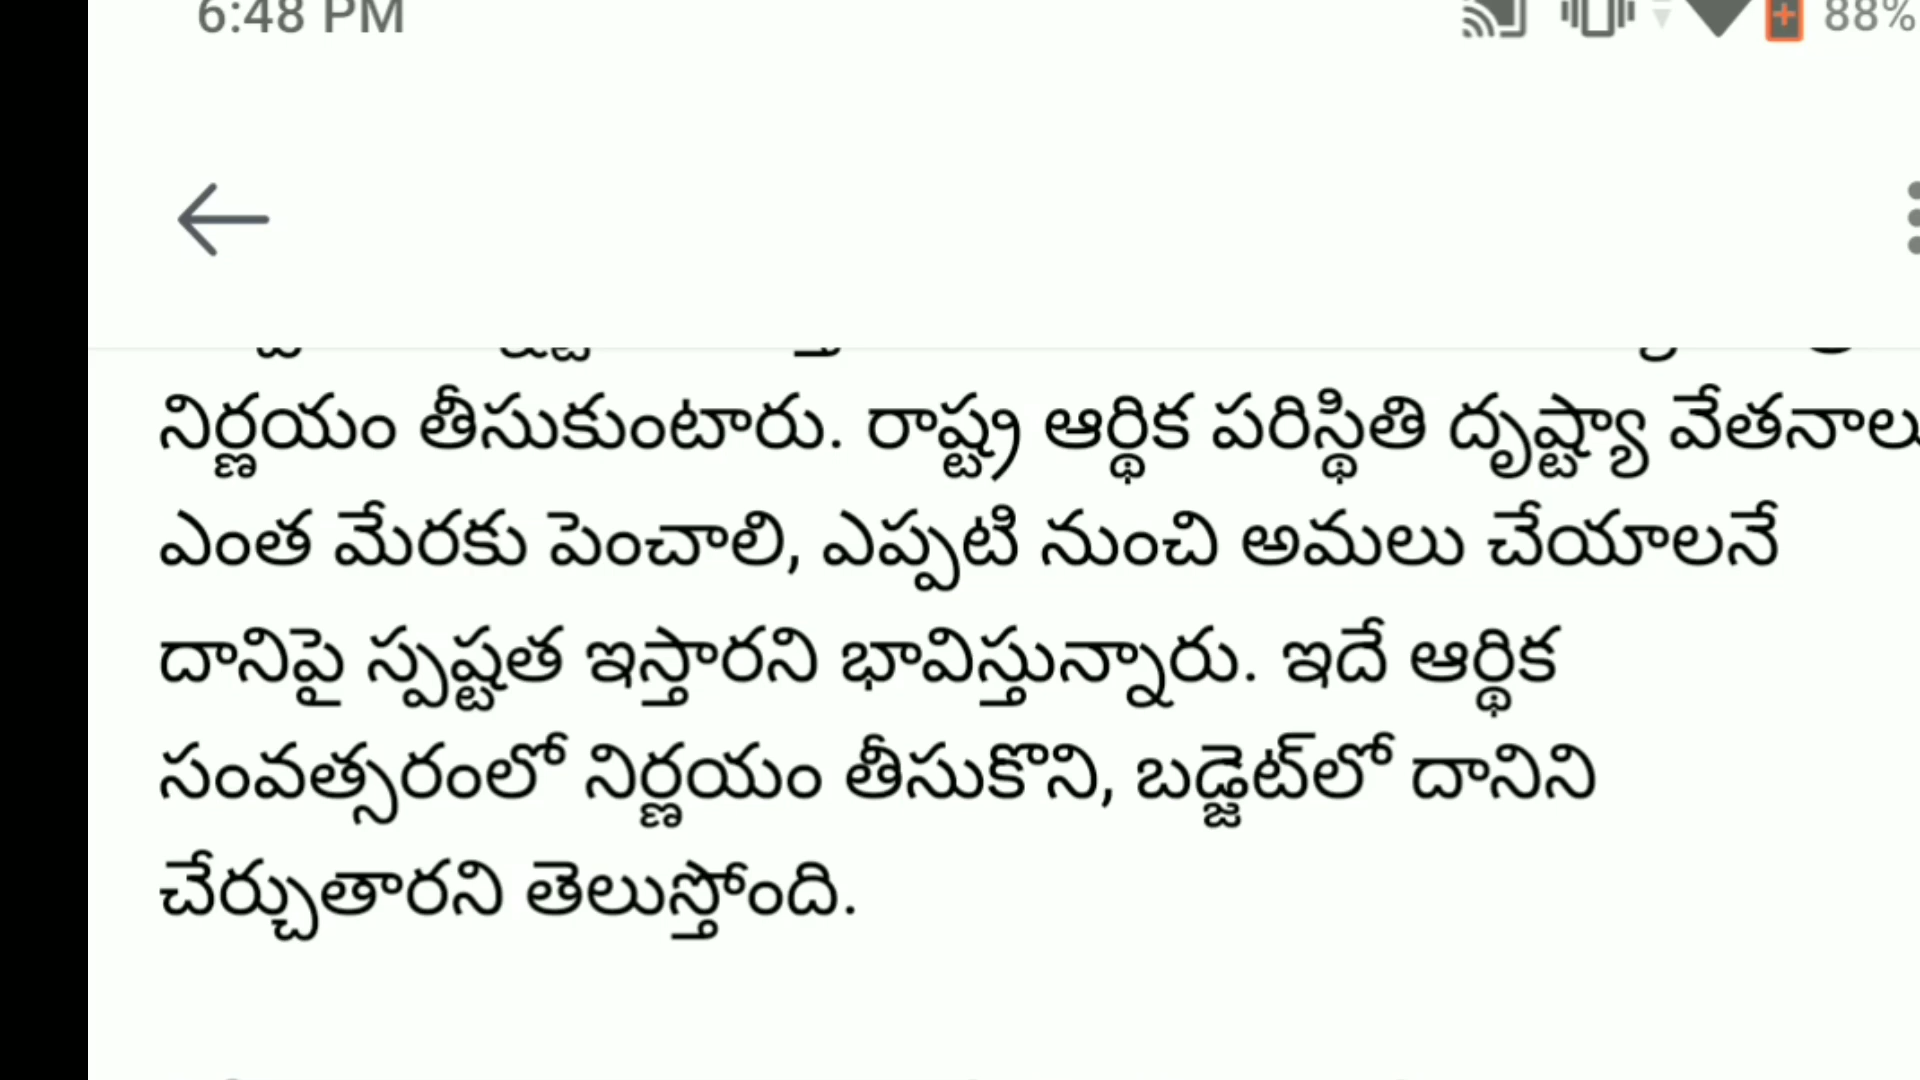 6:48 PM
88%
నిర్ణయం తీసుకుంటారు. రాష్ట్ర ఆర్థిక పరిస్థితి దృష్ట్యా వేతనాల
ఎంత మేరకు పెంచాలి, ఎప్పటి నుంచి అమలు చేయాలనే
దానిపై స్పష్టత ఇస్తారని భావిస్తున్నారు. ఇదే ఆర్థిక
సంవత్సరంలో నిర్ణయం తీసుకొని, బడ్జెట్‌లో దానిని
చేర్చుతారని తెలుస్తోంది.